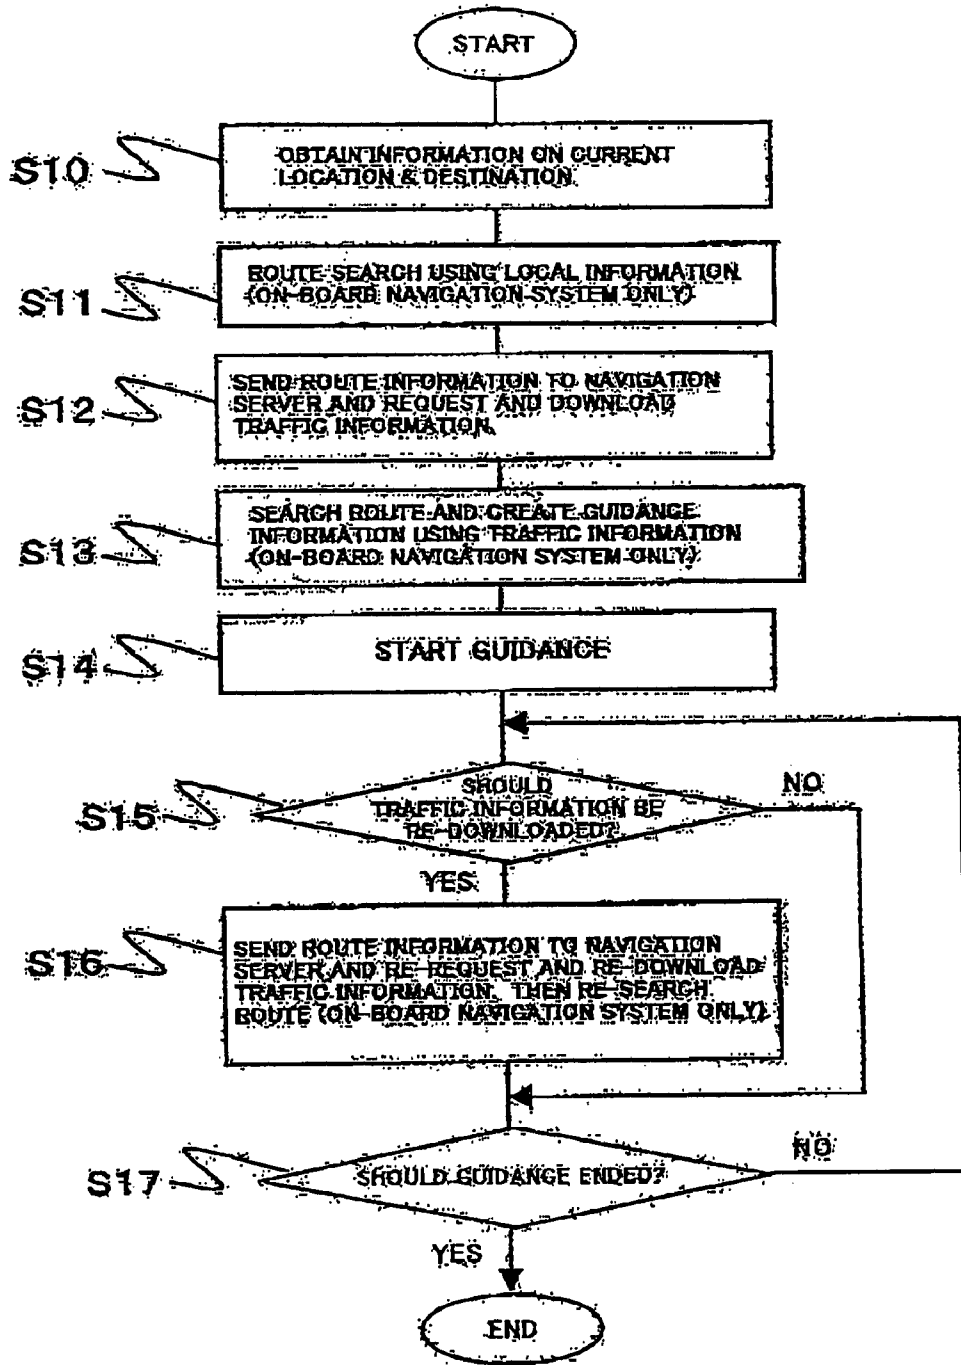 START
S10
OBTAIN INFORMATION ON CURRENT
LOCATION & DESTINATION.
S11
ROUTE SEARCH USING LOCAL INFORMATION
(ON-BOARD NAVIGATION SYSTEM ONLY)
S12
SEND ROUTE INFORMATION TO NAVIGATION
SERVER AND REQUEST AND DOWNLOAD
TRAFFIC INFORMATION.
S13
SEARCH ROUTE AND CREATE GUIDANCE
INFORMATION USING TRAFFIC INFORMATION
(ON-BOARD NAVIGATION SYSTEM ONLY)
S14
START GUIDANCE
S15
SHOULD
TRAFFIC INFORMATION BE
RE-DOWNLOADED?
NO
YES
S16
SEND ROUTE INFORMATION TO NAVIGATION
SERVER AND RE-REQUEST AND RE-DOWNLOAD
TRAFFIC INFORMATION. THEN RE-SEARCH
ROUTE (ON-BOARD NAVIGATION SYSTEM ONLY).
S17
SHOULD GUIDANCE ENDED?
NO
YES
END